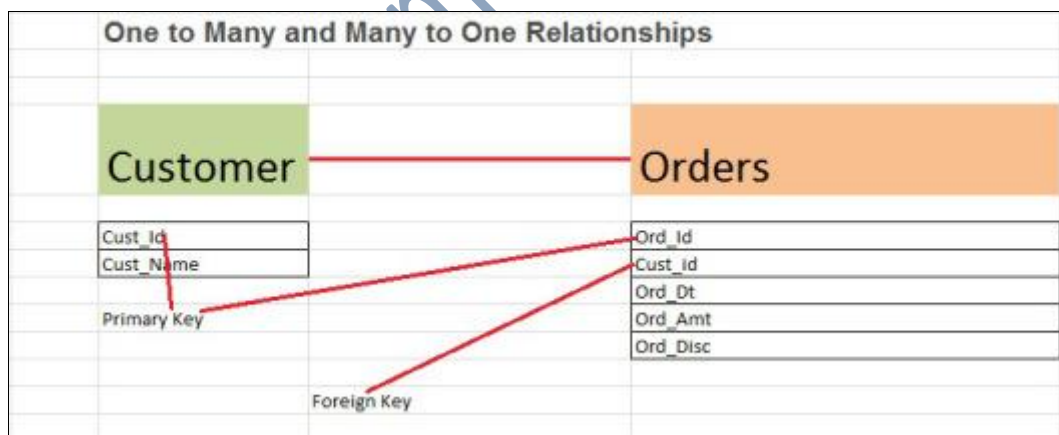 One to Many and Many to One Relationships
Customer
Orders
Cust_Id
Cust_Name
Primary Key
Foreign Key
Ord_Id
Cust_Id
Ord_Dt
Ord_Amt
Ord_Disc